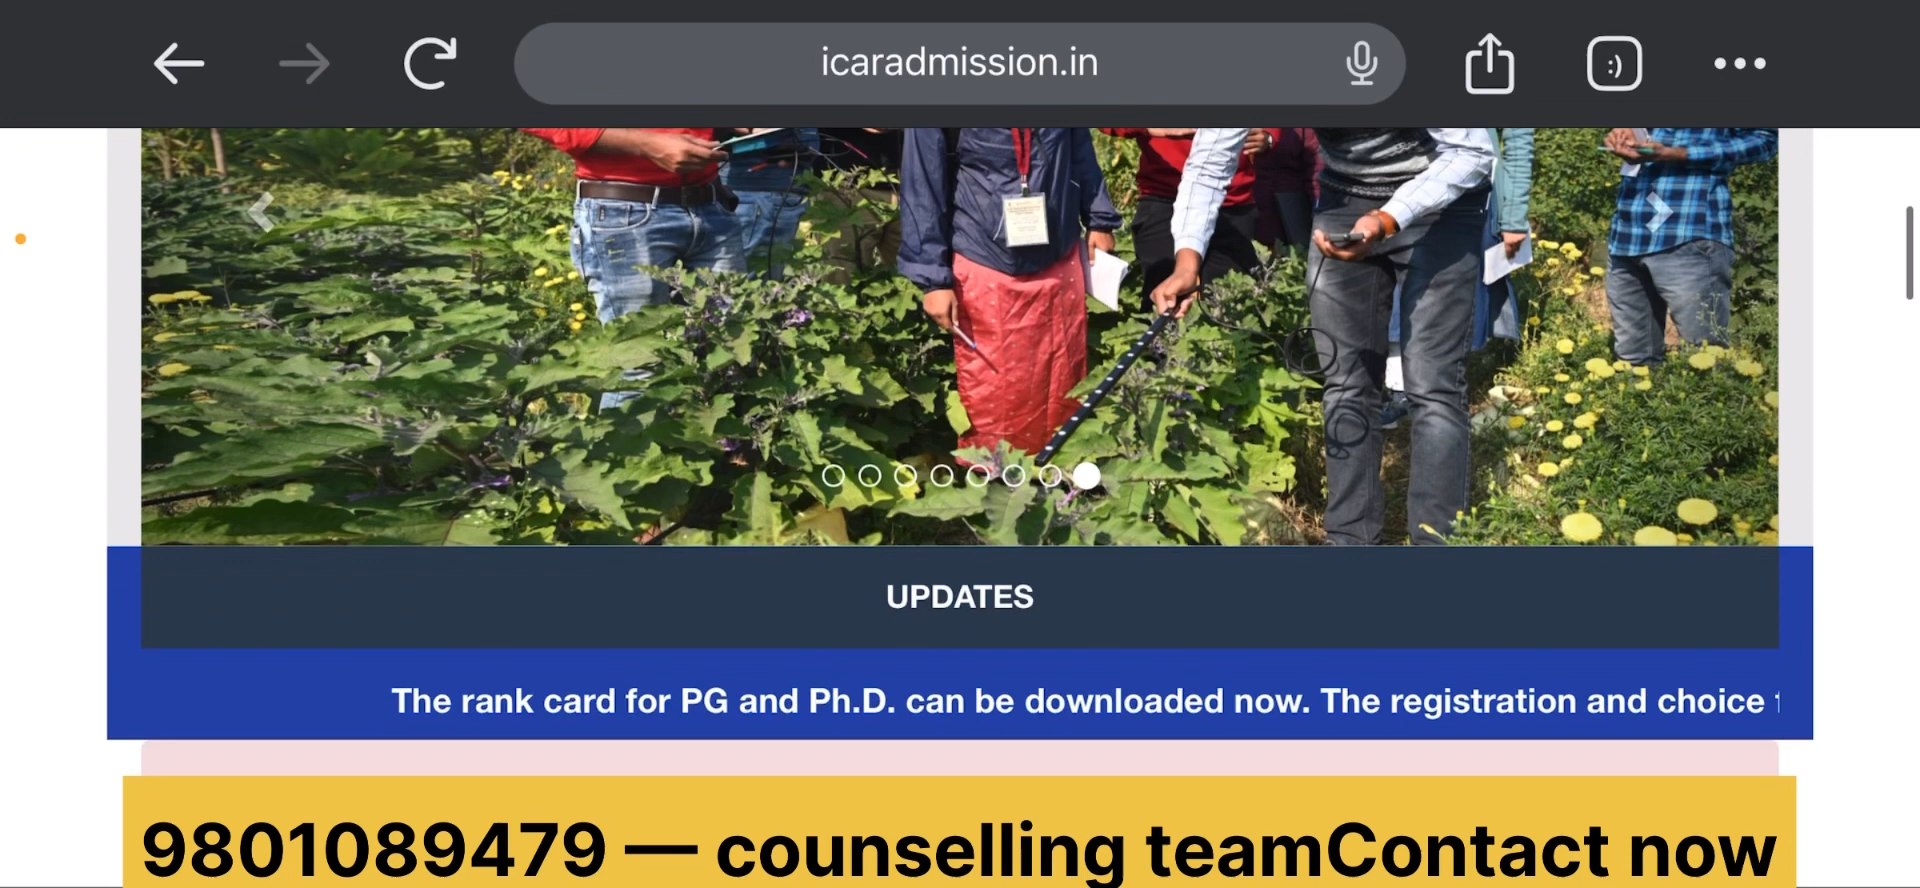 icaradmission.in
:)
UPDATES
The rank card for PG and Ph.D. can be downloaded now. The registration and choice
9801089479 — counselling teamContact now